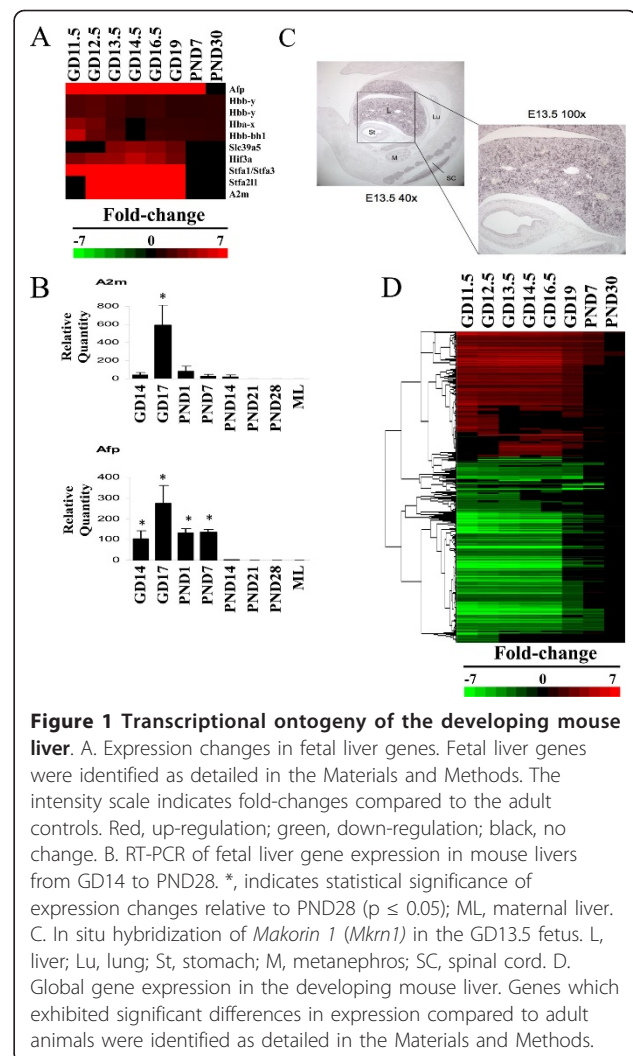 A
GD11.5
GD12.5
GD13.5
GD14.5
GD16.5
GD19
PND7
PND30
Afp
Hbb-y
Hbb-y
Hba-x
Hbb-bh1
Slc39a5
Hif3a
Stfa1/Stfa3
Stfa2l1
A2m
Fold-change
-7 0 7
B
A2m
Relative
Quantity
800
600
400
200
0
*
GD14
GD17
PND1
PND7
PND14
PND21
PND28
ML
Afp
Relative
Quantity
400
300
200
100
0
* * * *
GD14
GD17
PND1
PND7
PND14
PND21
PND28
ML
C
L
Lu
St
M
SC
E13.5 40x
E13.5 100x
D
GD11.5
GD12.5
GD13.5
GD14.5
GD16.5
GD19
PND7
PND30
Fold-change
-7 0 7
Figure 1 Transcriptional ontogeny of the developing mouse
liver. A. Expression changes in fetal liver genes. Fetal liver genes
were identified as detailed in the Materials and Methods. The
intensity scale indicates fold-changes compared to the adult
controls. Red, up-regulation; green, down-regulation; black, no
change. B. RT-PCR of fetal liver gene expression in mouse livers
from GD14 to PND28. *, indicates statistical significance of
expression changes relative to PND28 (p ≤ 0.05); ML, maternal liver.
C. In situ hybridization of Makorin 1 (Mkrn1) in the GD13.5 fetus. L,
liver; Lu, lung; St, stomach; M, metanephros; SC, spinal cord. D.
Global gene expression in the developing mouse liver. Genes which
exhibited significant differences in expression compared to adult
animals were identified as detailed in the Materials and Methods.